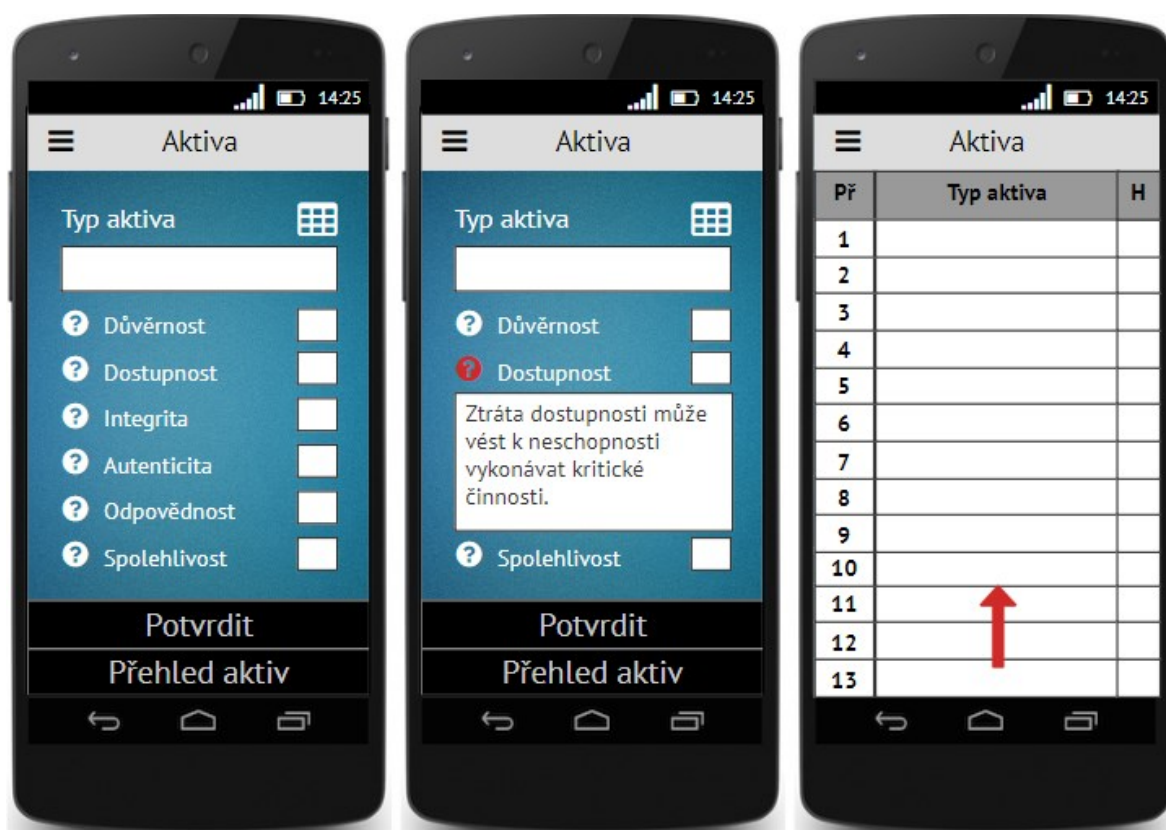 14:25
Aktiva
Typ aktiva
? Důvěrnost
? Dostupnost
? Integrita
? Autenticita
? Odpovědnost
? Spolehlivost
Potvrdit
Přehled aktiv
14:25
Aktiva
Typ aktiva
? Důvěrnost
? Dostupnost
Ztráta dostupnosti může
vést k neschopnosti
vykonávat kritické
činnosti.
? Spolehlivost
Potvrdit
Přehled aktiv
14:25
Aktiva
Př Typ aktiva H
1
2
3
4
5
6
7
8
9
10
11
12
13